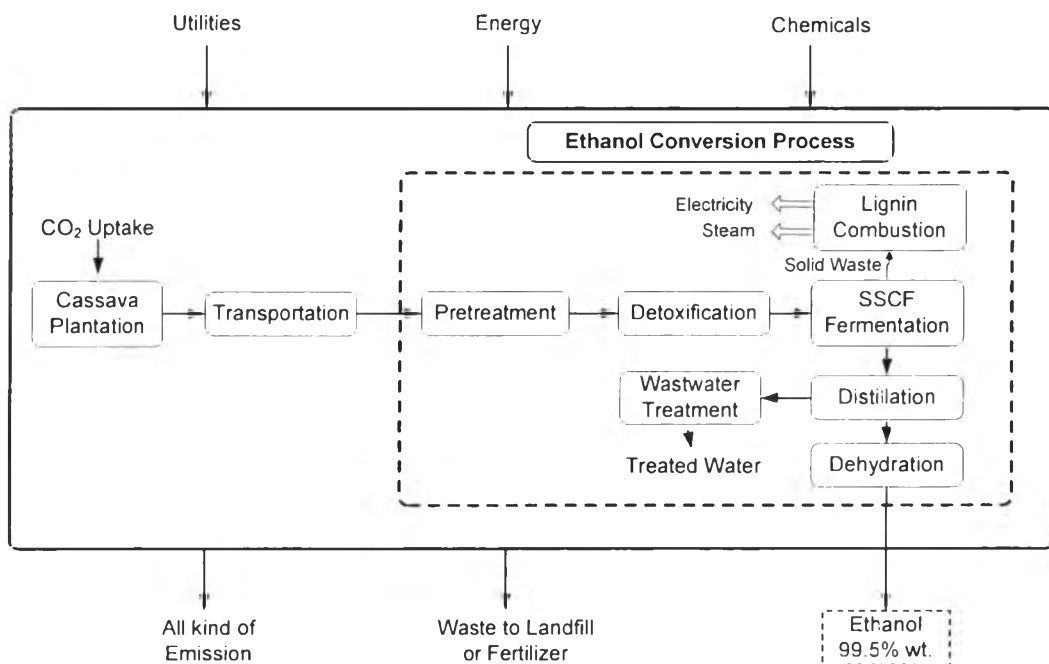 Utilities
Energy
Chemicals
Ethanol Conversion Process
Electricity
Steam
Lignin
Combustion
CO₂ Uptake
Solid Waste
Cassava
Plantation
Transportation
Pretreatment
Detoxification
SSCF
Fermentation
Wastwater
Treatment
Distillation
Treated Water
Dehydration
All kind of
Emission
Waste to Landfill
or Fertilizer
Ethanol
99.5% wt.